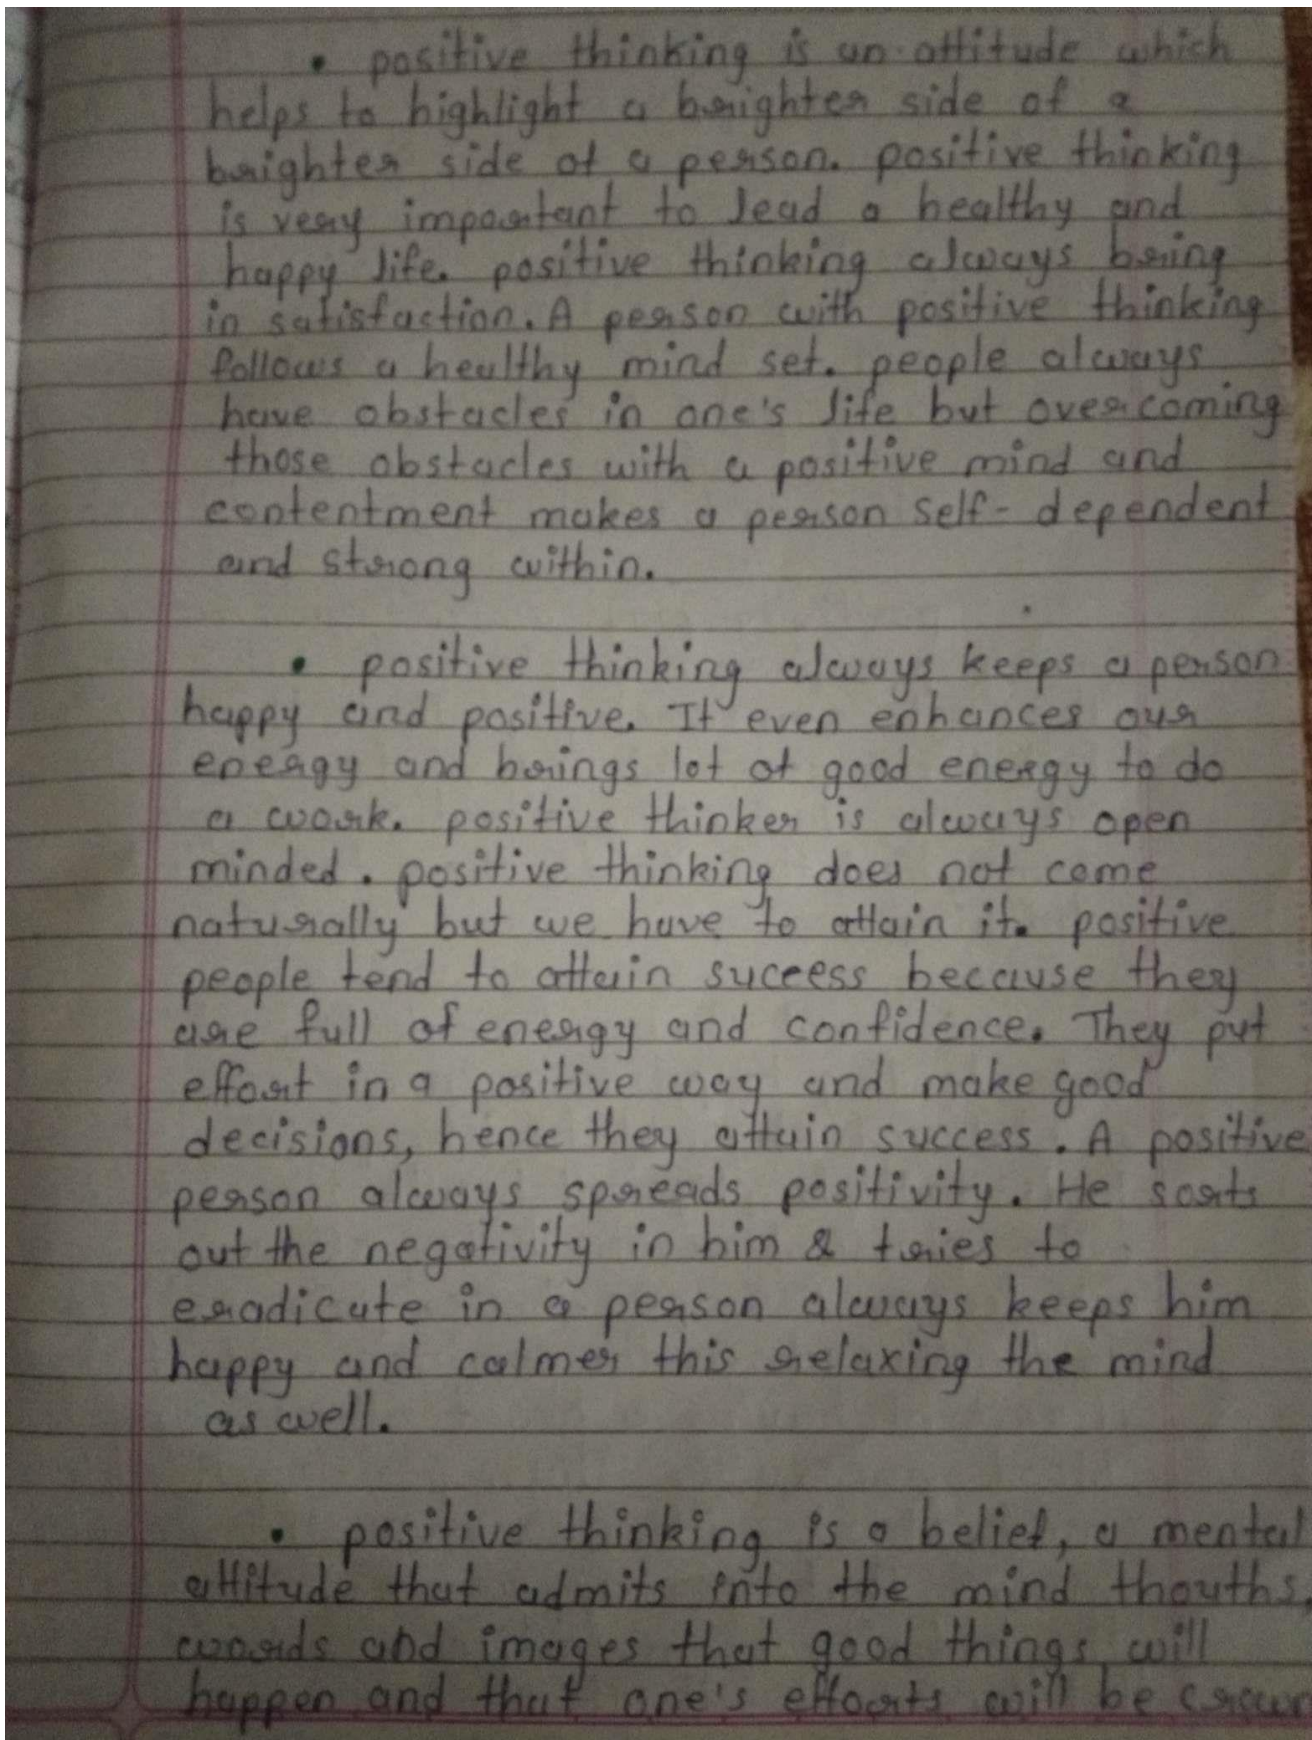 • positive thinking is an attitude which
helps to highlight a brighter side of a
brighter side of a person. positive thinking
is very important to lead a healthy and
happy life. positive thinking always bring
in satisfaction. A person with positive thinking
follows a healthy mind set. people always
have obstacles in one's life but overcoming
those obstacles with a positive mind and
contentment makes a person self-dependent
and strong within.
• positive thinking always keeps a person
happy and positive. It even enhances our
energy and brings lot of good energy to do
a work. positive thinker is always open
minded. positive thinking does not come
naturally but we have to attain it. positive
people tend to attain success because they
are full of energy and confidence. They put
effort in a positive way and make good
decisions, hence they attain success. A positive
person always spreads positivity. He sorts
out the negativity in him & tries to
eradicate in a person always keeps him
happy and calmer this relaxing the mind
as well.
• positive thinking is a belief, a mental
attitude that admits into the mind thouths,
words and images that good things will
happen and that one's efforts will be